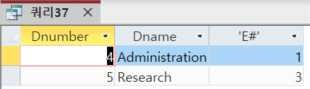 쿼리37
Dnumber Dname 'E#'
4 Administration 1
5 Research 3